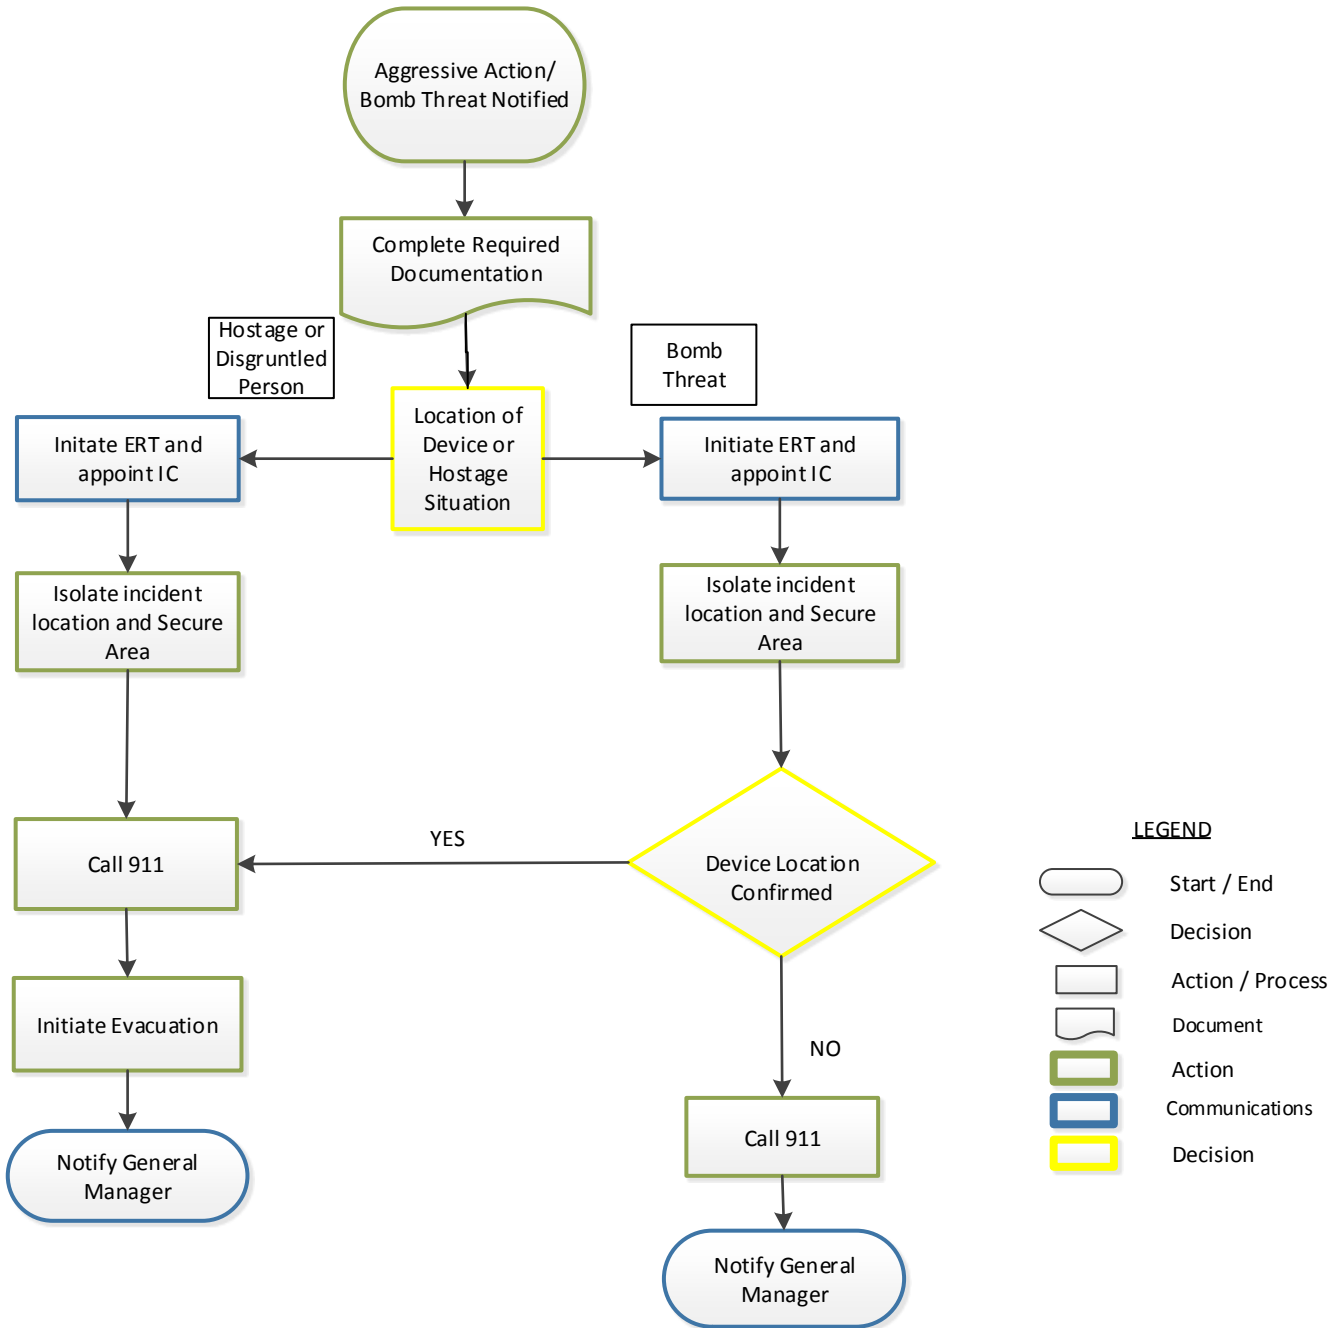 Aggressive Action/
Bomb Threat Notified
Complete Required
Documentation
Hostage or
Disgruntled
Person
Bomb
Threat
Location of
Device or
Hostage
Situation
Initate ERT and
appoint IC
Initiate ERT and
appoint IC
Isolate incident
location and Secure
Area
Isolate incident
location and Secure
Area
Call 911
YES
Device Location
Confirmed
Initiate Evacuation
NO
Call 911
Notify General
Manager
Notify General
Manager
LEGEND
Start / End
Decision
Action / Process
Document
Action
Communications
Decision